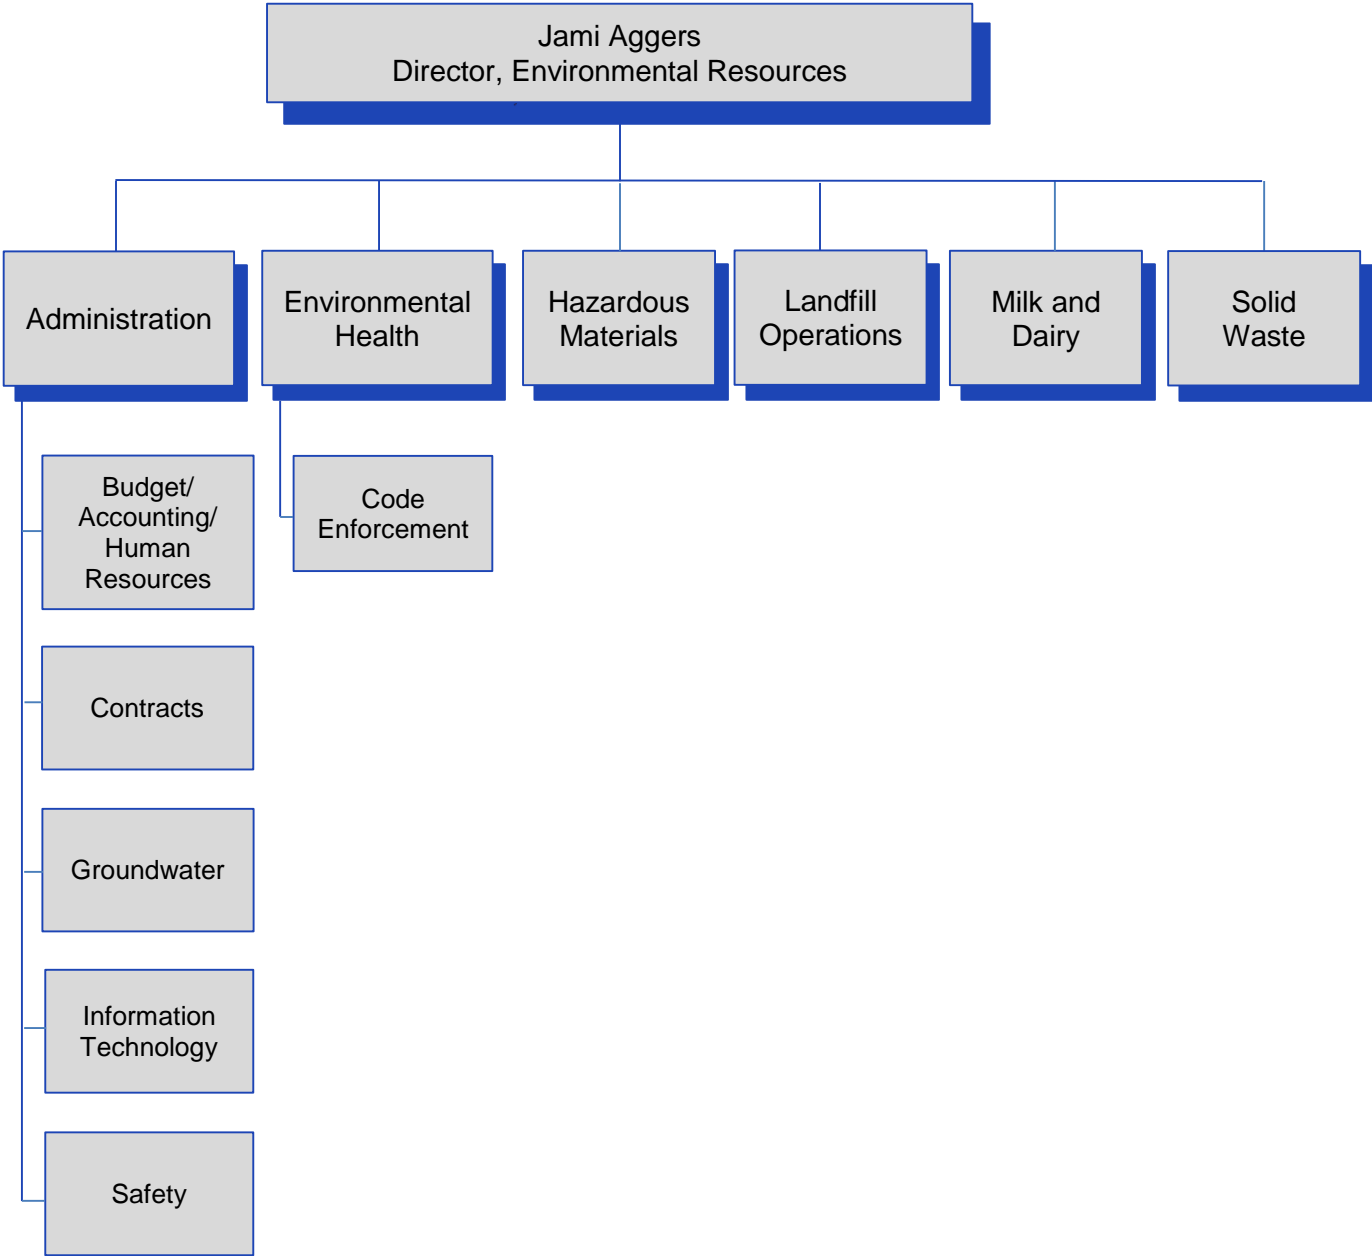 Jami Aggers
Director, Environmental Resources
Administration
Environmental
Health
Hazardous
Materials
Landfill
Operations
Milk and
Dairy
Solid
Waste
Budget/
Accounting/
Human
Resources
Code
Enforcement
Contracts
Groundwater
Information
Technology
Safety